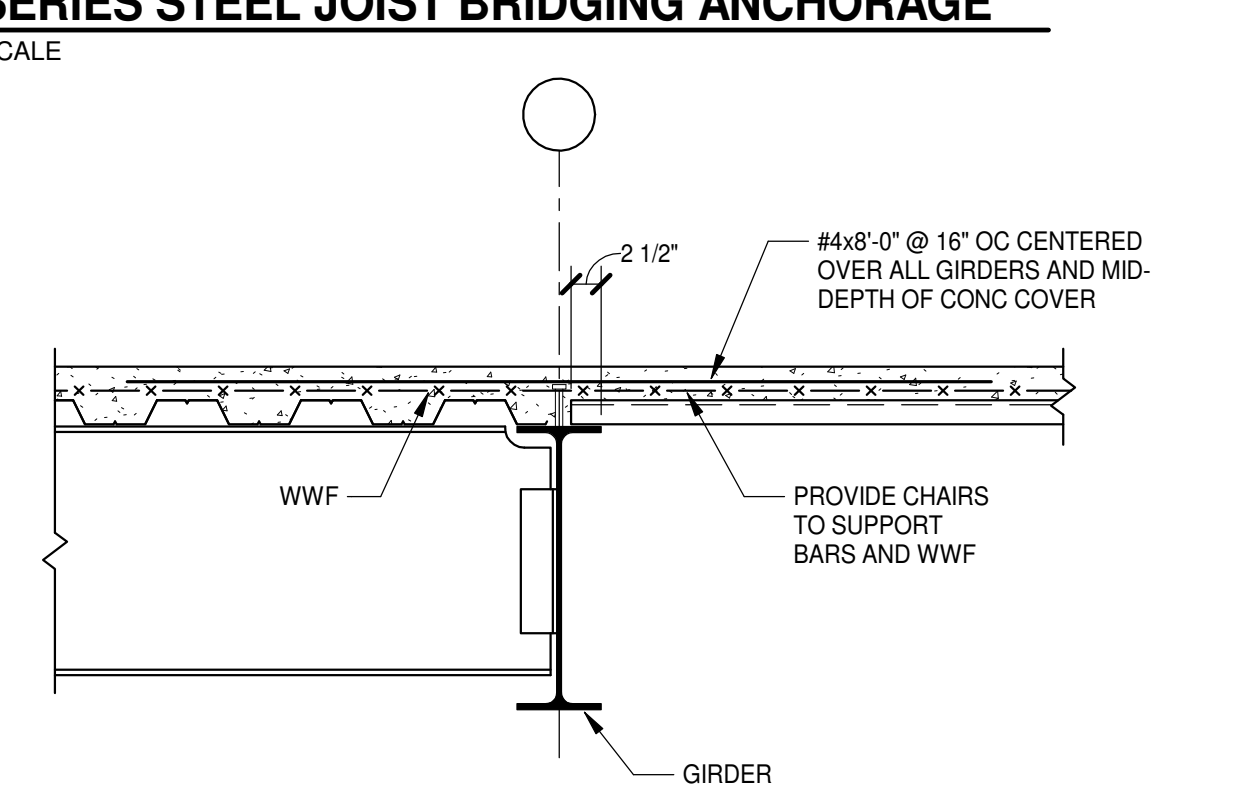 SERIES STEEL JOIST BRIDGING ANCHORAGE
CALE
2 1/2"
#4x8'-0" @ 16" OC CENTERED
OVER ALL GIRDERS AND MID-
DEPTH OF CONC COVER
WWF
PROVIDE CHAIRS
TO SUPPORT
BARS AND WWF
GIRDER